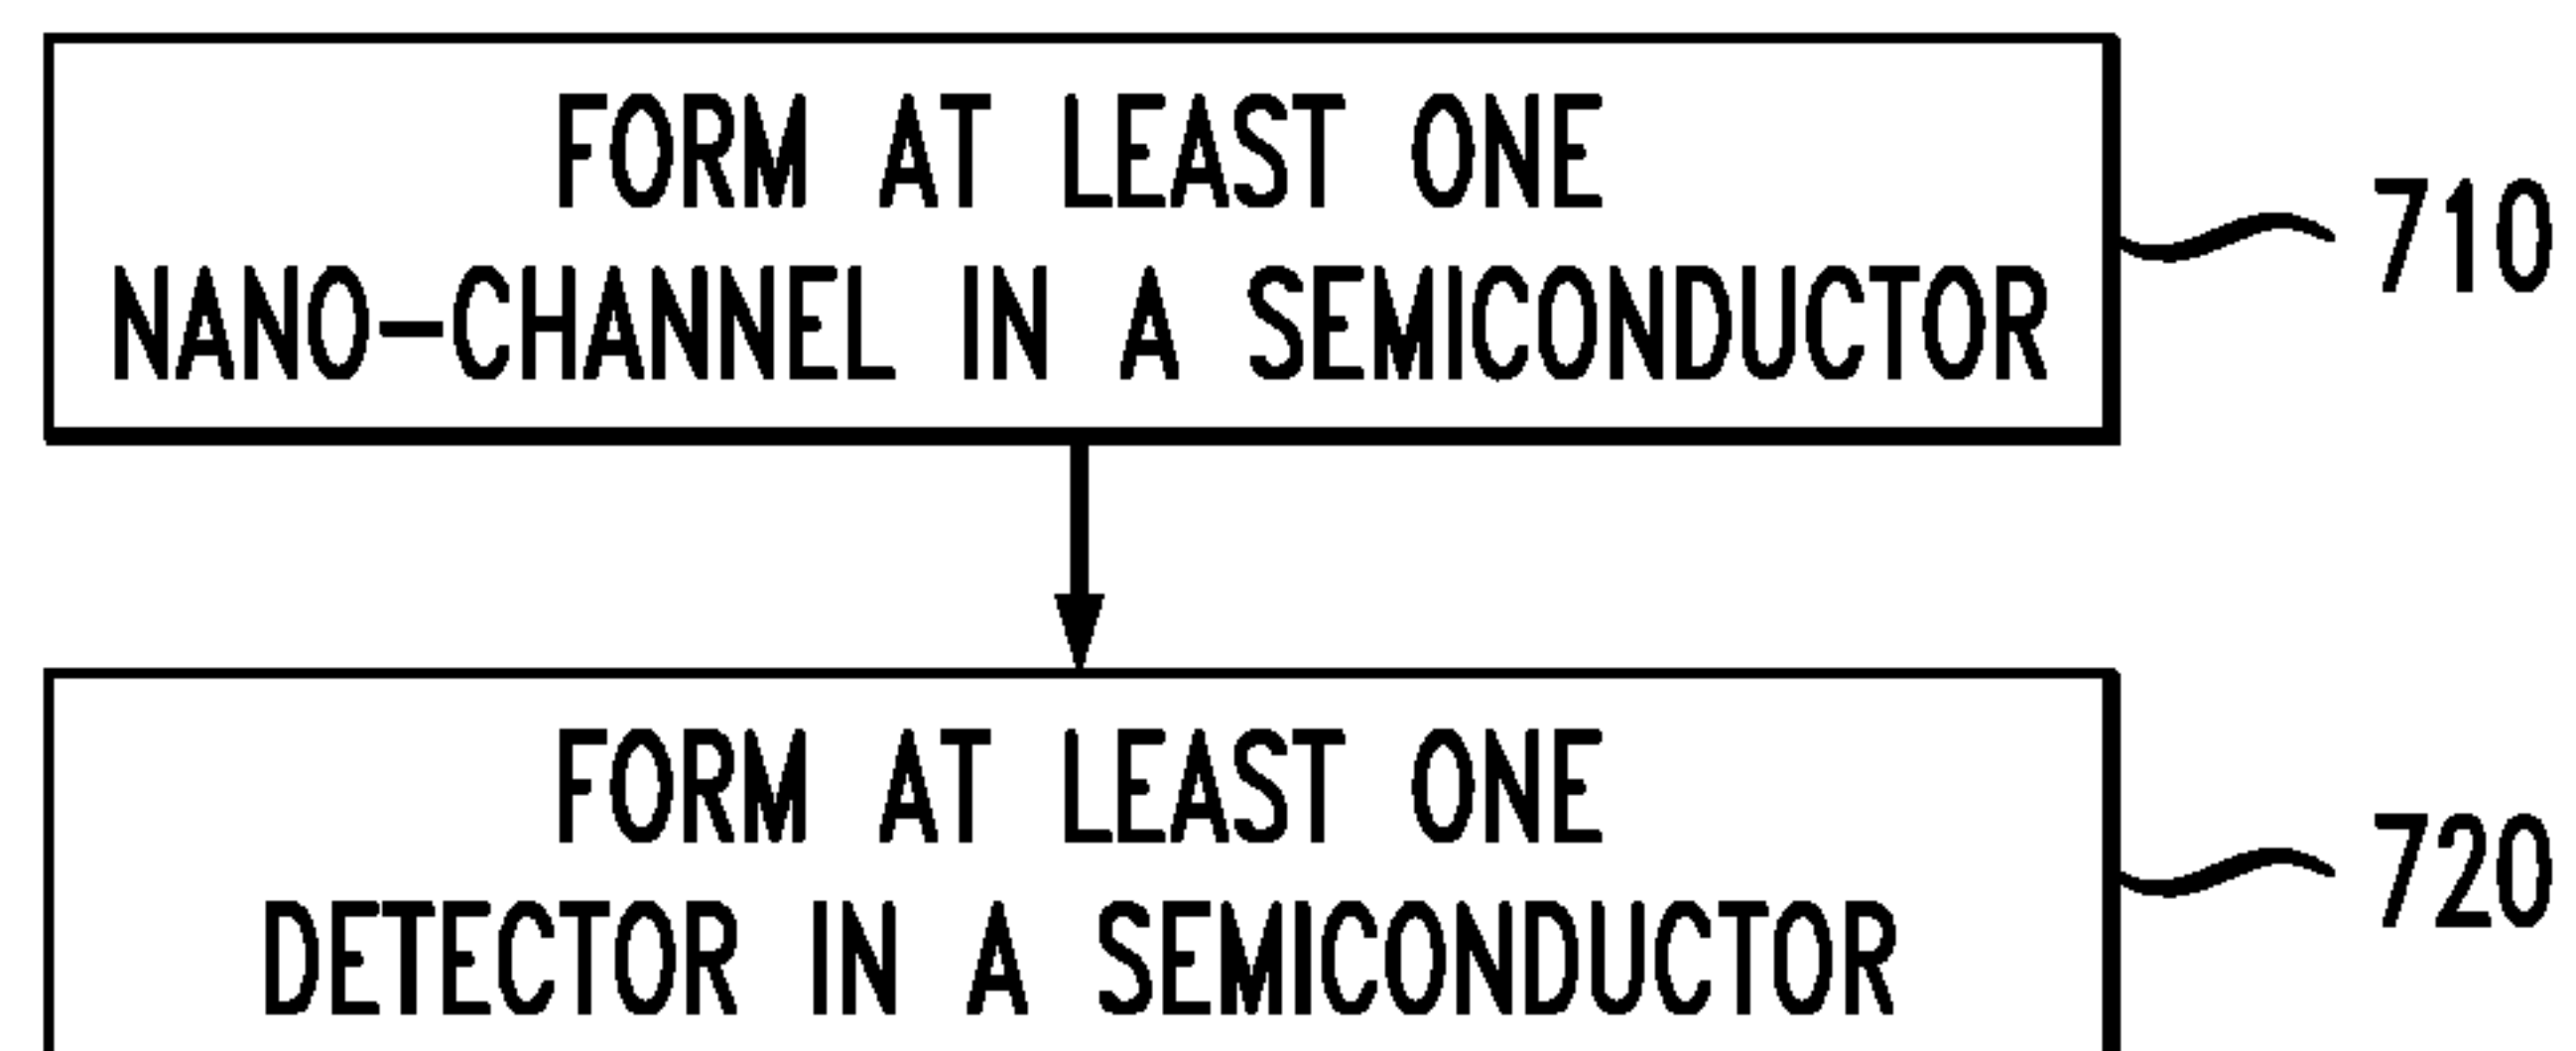 FORM AT LEAST ONE
NANO-CHANNEL IN A SEMICONDUCTOR
710
FORM AT LEAST ONE
DETECTOR IN A SEMICONDUCTOR
720